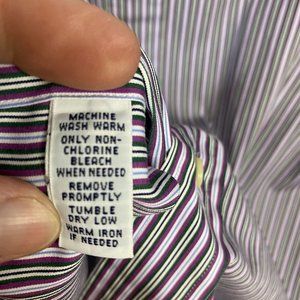 MACHINE
WASH WARM
ONLY NON-
CHLORINE
BLEACH
WHEN NEEDED
REMOVE
PROMPTLY
TUMBLE
DRY LOW
WARM IRON
IF NEEDED